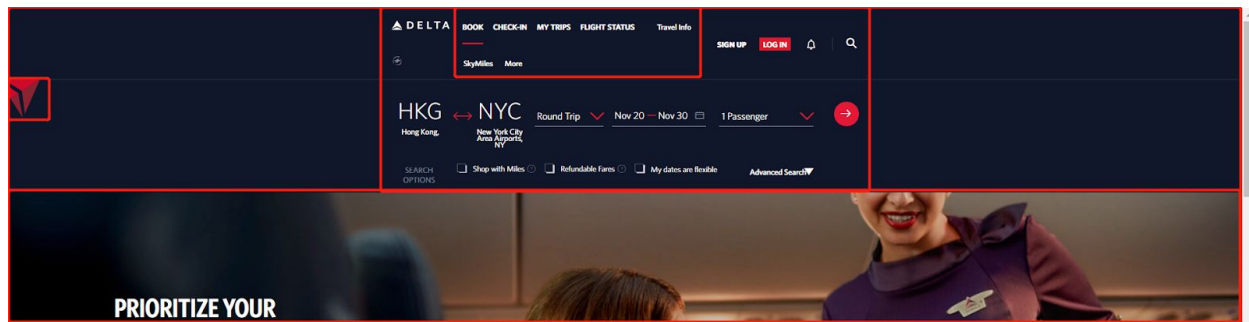 DELTA
BOOK CHECK-IN MY TRIPS FLIGHT STATUS Travel Info
SIGN UP LOG IN
SkyMiles More
HKG NYC Round Trip Nov 20 — Nov 30 1 Passenger
Hong Kong,
New York City
Area Airports,
NY
SEARCH
OPTIONS
Shop with Miles Refundable Fares My dates are flexible Advanced Search
PRIORITIZE YOUR